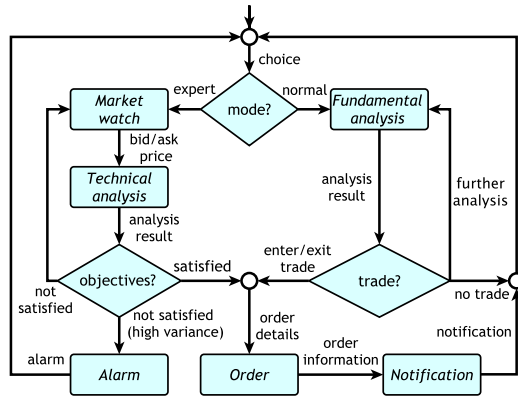 choice
expert
mode?
normal
Market
watch
Fundamental
analysis
bid/ask
price
Technical
analysis
analysis
result
analysis
result
further
analysis
objectives?
satisfied
enter/exit
trade
trade?
not
satisfied
no trade
not satisfied
(high variance)
order
details
notification
alarm
Alarm
Order
order
information
Notification